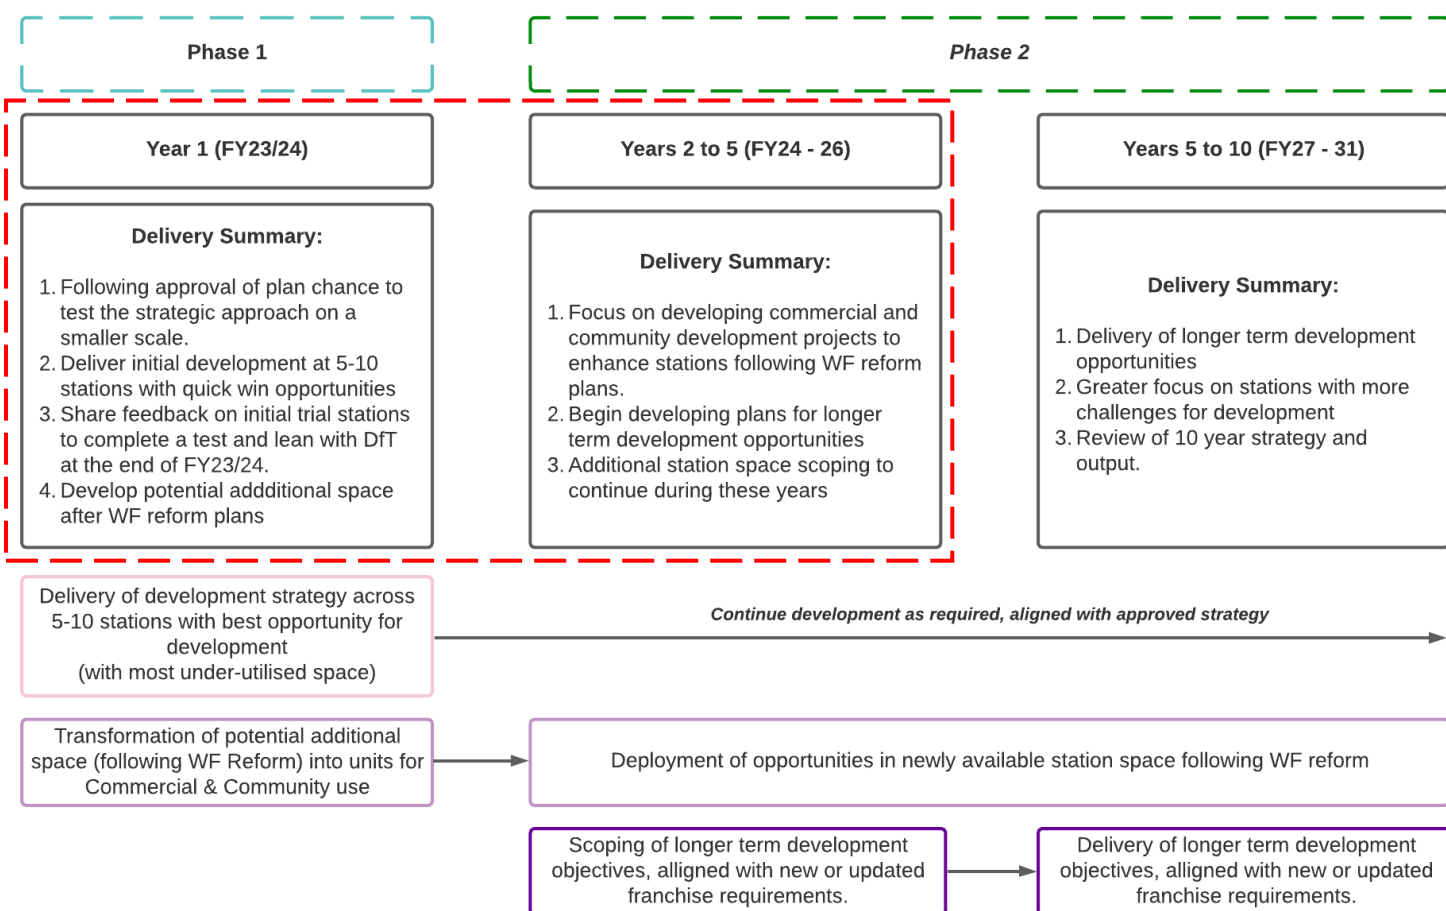 Phase 1
Phase 2
Year 1 (FY23/24)
Years 2 to 5 (FY24 - 26)
Years 5 to 10 (FY27 - 31)
Delivery Summary:
1. Following approval of plan chance to
test the strategic approach on a
smaller scale.
2. Deliver initial development at 5-10
stations with quick win opportunities
3. Share feedback on initial trial stations
to complete a test and lean with DfT
at the end of FY23/24.
4. Develop potential addditional space
after WF reform plans
Delivery Summary:
1. Focus on developing commercial and
community development projects to
enhance stations following WF reform
plans.
2. Begin developing plans for longer
term development opportunities
3. Additional station space scoping to
continue during these years
Delivery Summary:
1. Delivery of longer term development
opportunities
2. Greater focus on stations with more
challenges for development
3. Review of 10 year strategy and
output.
Delivery of development strategy across
5-10 stations with best opportunity for
development
(with most under-utilised space)
Continue development as required, aligned with approved strategy
Transformation of potential additional
space (following WF Reform) into units for
Commercial & Community use
Deployment of opportunities in newly available station space following WF reform
Scoping of longer term development
objectives, alligned with new or updated
franchise requirements.
Delivery of longer term development
objectives, alligned with new or updated
franchise requirements.